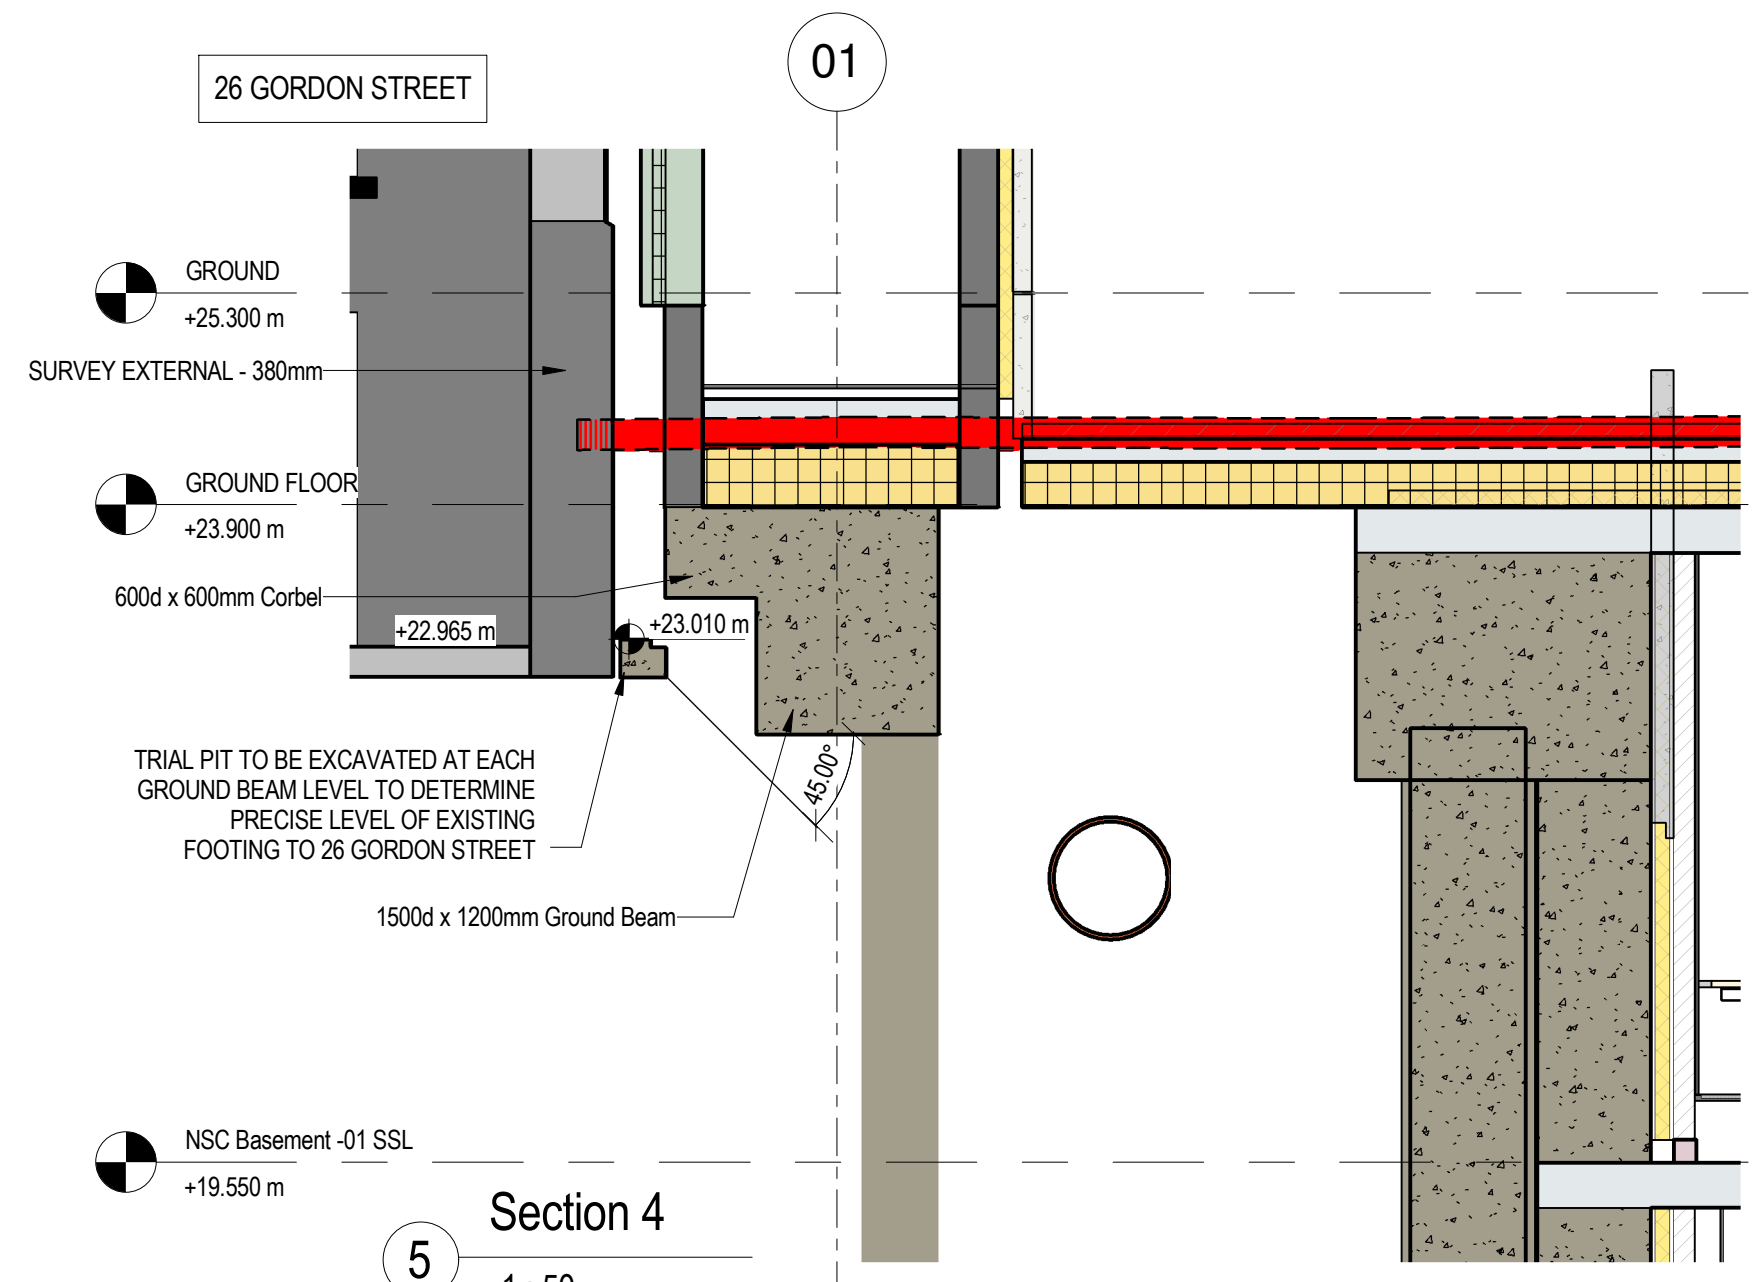 01
26 GORDON STREET
GROUND
+25.300 m
SURVEY EXTERNAL - 380mm
GROUND FLOOR
+23.900 m
600d x 600mm Corbel
+22.965 m
+23.010 m
TRIAL PIT TO BE EXCAVATED AT EACH
GROUND BEAM LEVEL TO DETERMINE
PRECISE LEVEL OF EXISTING
FOOTING TO 26 GORDON STREET
45.00°
1500d x 1200mm Ground Beam
NSC Basement -01 SSL
+19.550 m
Section 4
5
1 : 50